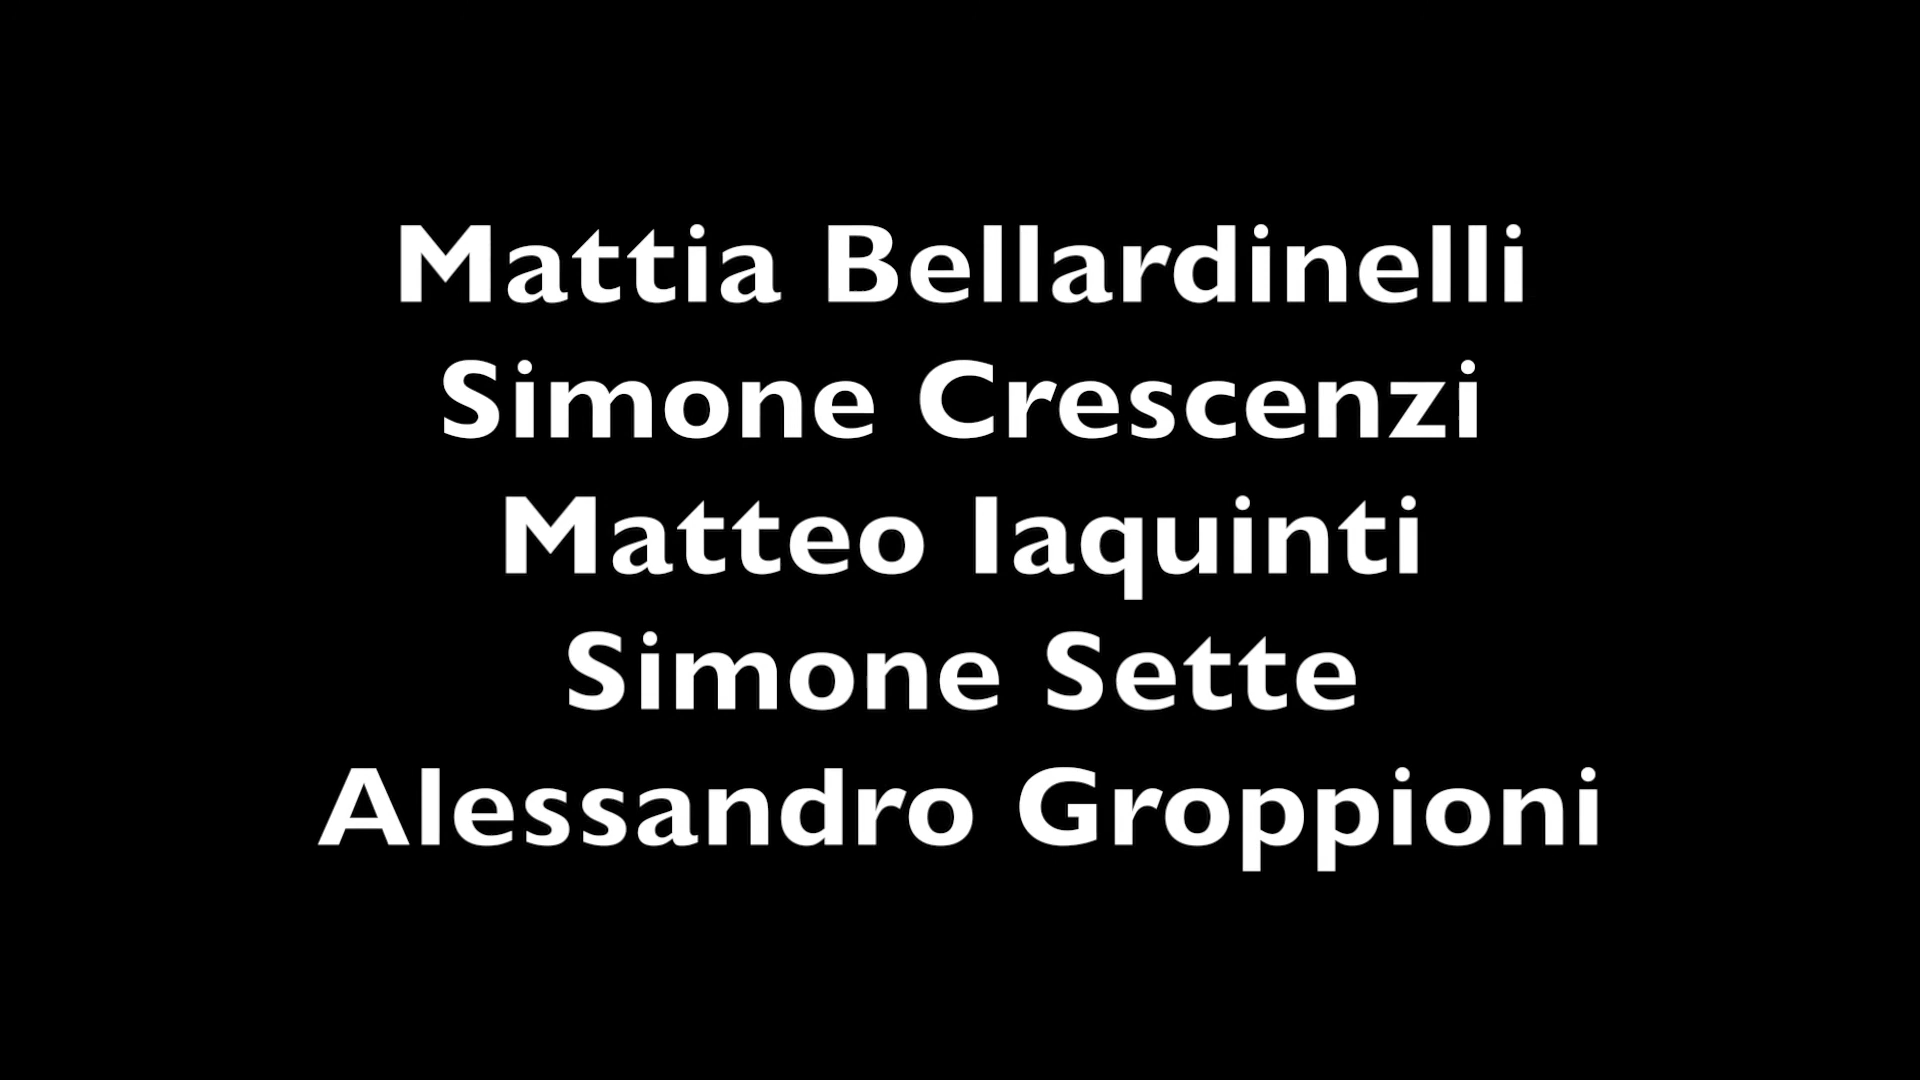 Mattia Bellardinelli
Simone Crescenzi
Matteo Iaquinti
Simone Sette
Alessandro Groppioni